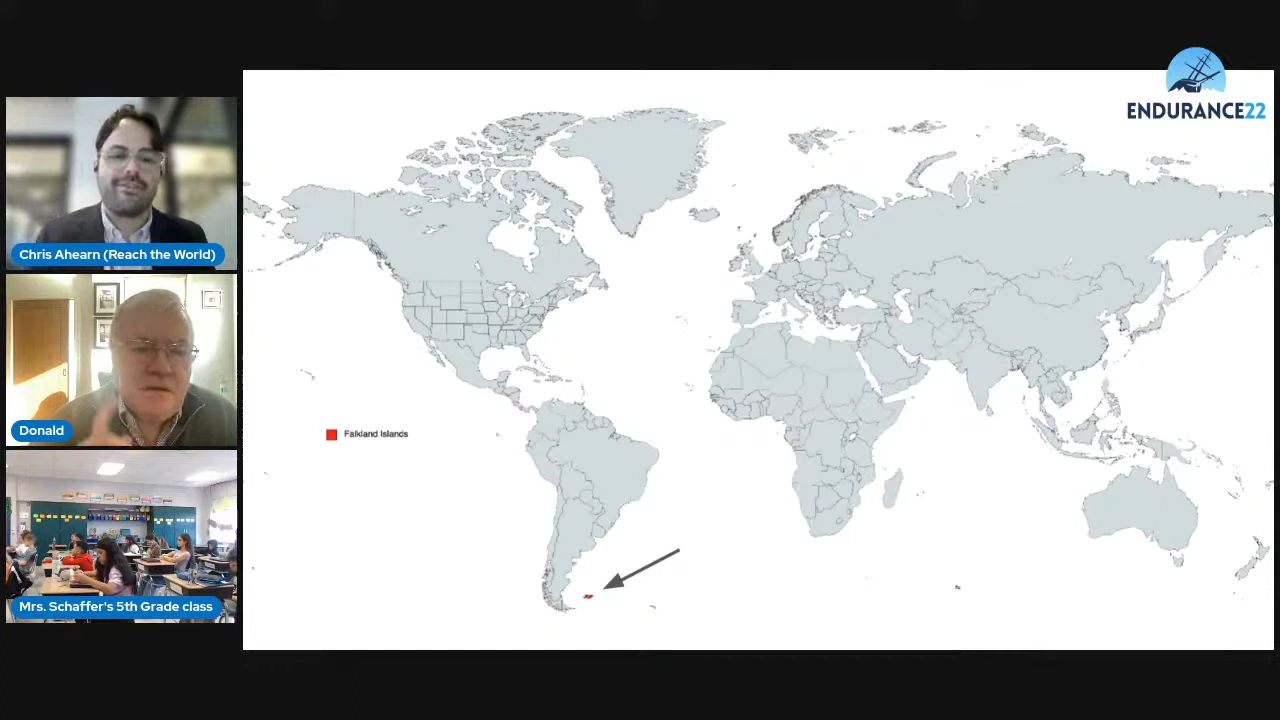 ENDURANCE22
Chris Ahearn (Reach the World)
Donald
Mrs. Schaffer's 5th Grade class
Falkland Islands